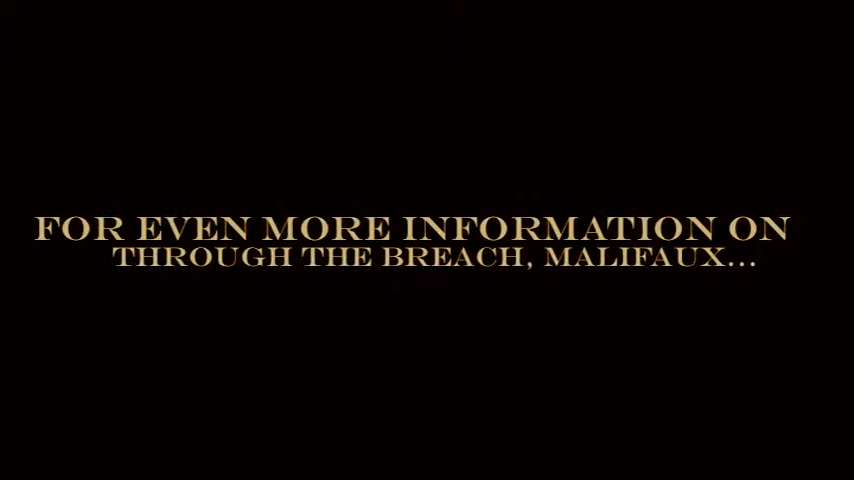 FOR EVEN MORE INFORMATION ON
THROUGH THE BREACH, MALIFAUX...